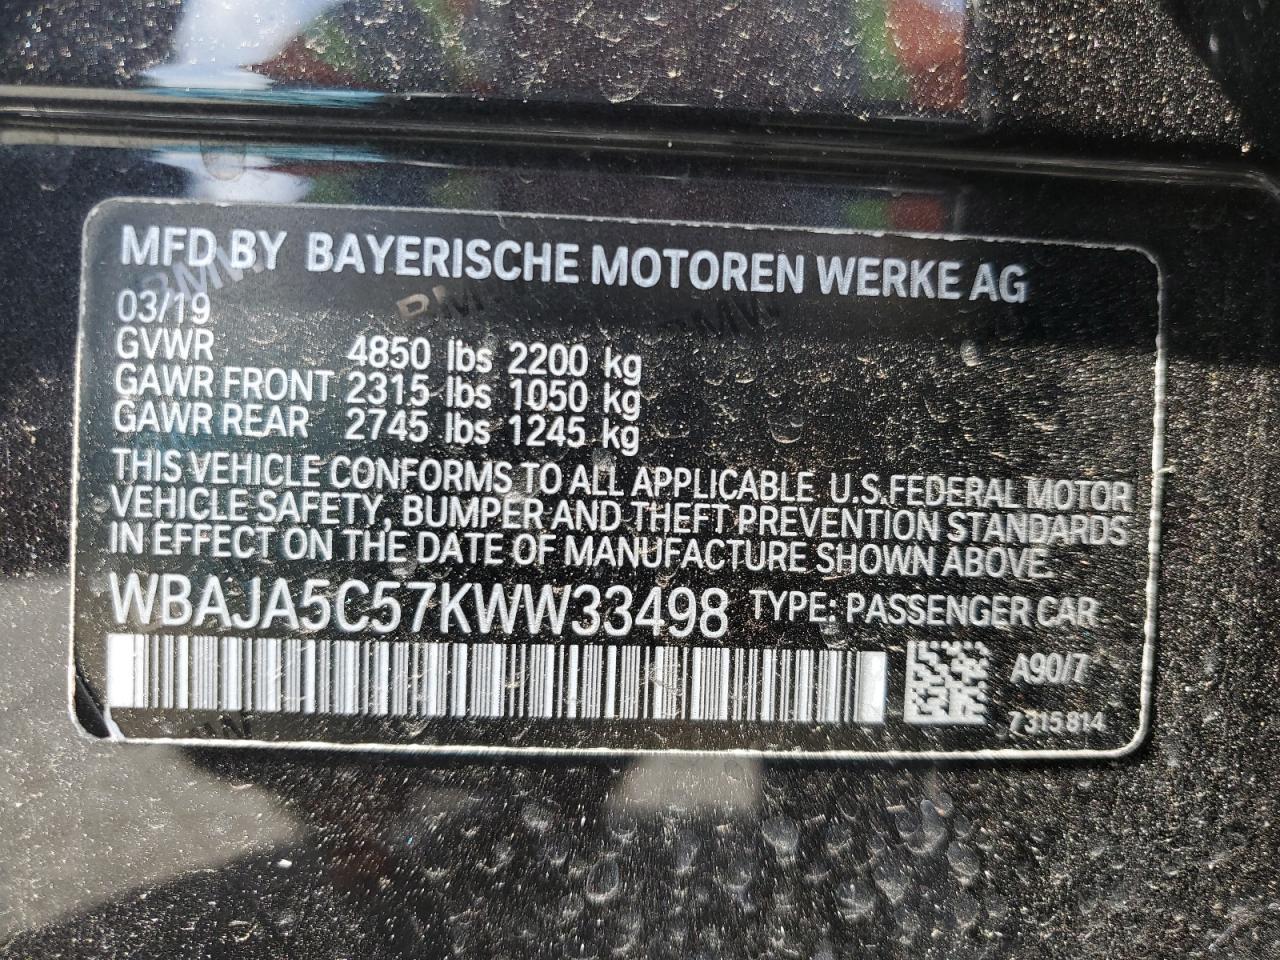 MFD BY BAYERISCHE MOTOREN WERKE AG
03/19
GVWR 4850 lbs 2200 kg
GAWR FRONT 2315 lbs 1050 kg
GAWR REAR 2745 lbs 1245 kg
THIS VEHICLE CONFORMS TO ALL APPLICABLE U.S.FEDERAL MOTOR
VEHICLE SAFETY, BUMPER AND THEFT PREVENTION STANDARDS
IN EFFECT ON THE DATE OF MANUFACTURE SHOWN ABOVE.
WBAJA5C57KWW33498 TYPE: PASSENGER CAR
A90/7
7 315 814